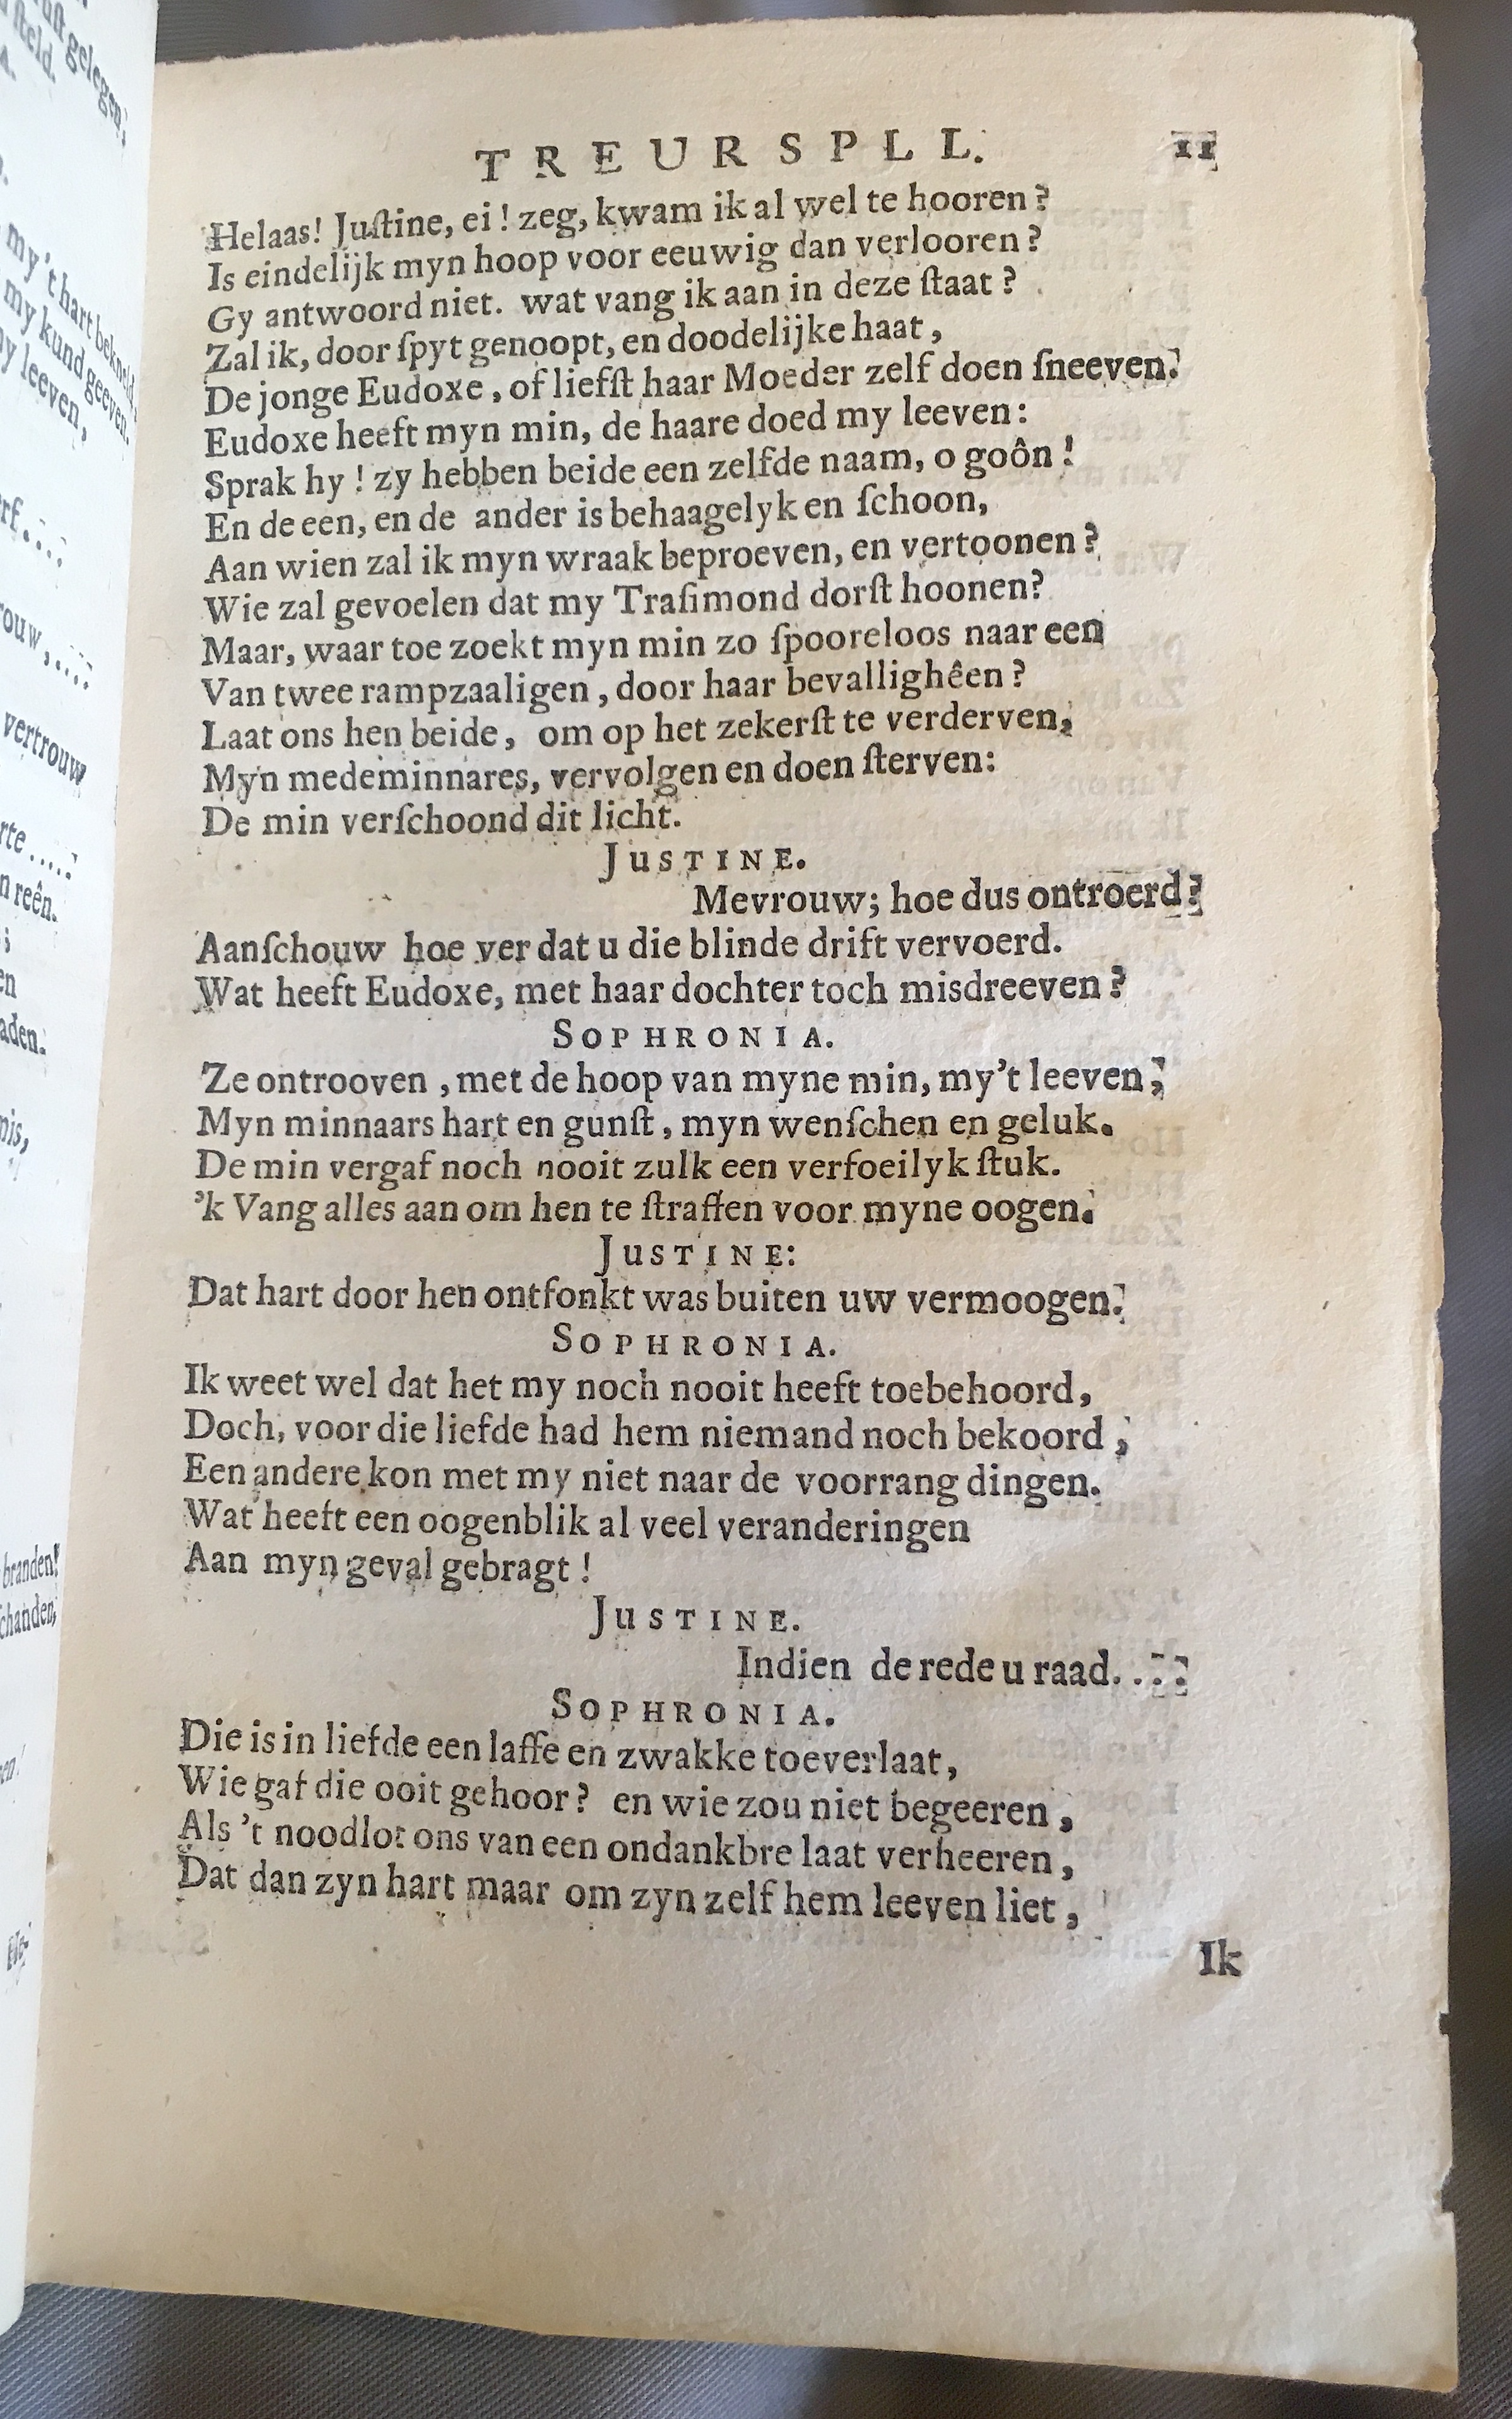 TREURSPLL. 11
Helaas! Juſtine, ei! zeg, kwam ik al wel te hooren?
Is eindelijk myn hoop voor eeuwig dan verlooren?
Gy antwoord niet. wat vang ik aan in deze ſtaat?
Zal ik, door ſpyt genoopt, en doodelijke haat,
De jonge Eudoxe, of liefſt haar Moeder zelf doen ſneeven.
Eudoxe heeft myn min, de haare doed my leeven:
Sprak hy! zy hebben beide een zelfde naam, o goôn!
En de een, en de ander is behaagelyk en ſchoon,
Aan wien zal ik myn wraak beproeven, en vertoonen?
Wie zal gevoelen dat my Traſimond dorſt hoonen?
Maar, waar toe zoekt myn min zo ſpooreloos naar een
Van twee rampzaaligen, door haar bevallighêen?
Laat ons hen beide, om op het zekerſt te verderven,
Myn medeminnares, vervolgen en doen ſterven:
De min verſchoond dit licht.
JUSTINE.
Mevrouw; hoe dus ontroerd?
Aanſchouw hoe ver dat u die blinde drift vervoerd.
Wat heeft Eudoxe, met haar dochter toch misdreeven?
SOPHRONIA.
Ze ontrooven, met de hoop van myne min, my't leeven;
Myn minnaars hart en gunſt, myn wenſchen en geluk.
De min vergaf noch nooit zulk een verfoeilyk ſtuk.
'k Vang alles aan om hen te ſtraffen voor myne oogen.
JUSTINE:
Dat hart door hen ontfonkt was buiten uw vermoogen.
SOPHRONIA.
Ik weet wel dat het my noch nooit heeft toebehoord,
Doch, voor die liefde had hem niemand noch bekoord;
Een andere kon met my niet naar de voorrang dingen.
Wat heeft een oogenblik al veel veranderingen
Aan myn geval gebragt!
JUSTINE.
Indien de rede u raad....
SOPHRONIA.
Die is in liefde een laffe en zwakke toeverlaat,
Wie gaf die ooit gehoor? en wie zou niet begeeren,
Als 't noodlot ons van een ondankbre laat verheeren,
Dat dan zyn hart maar om zyn zelf hem leeven liet,
Ik